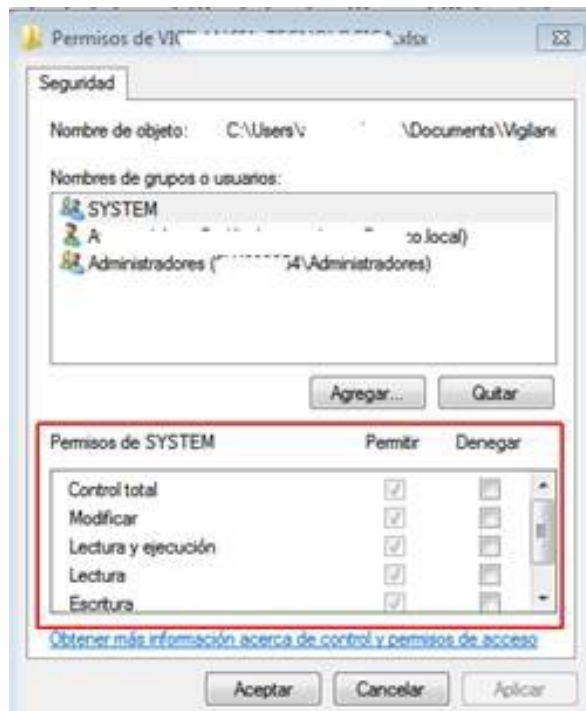 Permisos de VI .xlsx
Seguridad
Nombre de objeto: C:\Users\v \Documents\Vigilanc
Nombres de grupos o usuarios:
SYSTEM
A o.local)
Administradores ( 4\Administradores)
Agregar... Quitar
Permisos de SYSTEM Permitir Denegar
Control total
Modificar
Lectura y ejecución
Lectura
Escritura
Obtener más información acerca de control y permisos de acceso
Aceptar Cancelar Aplicar